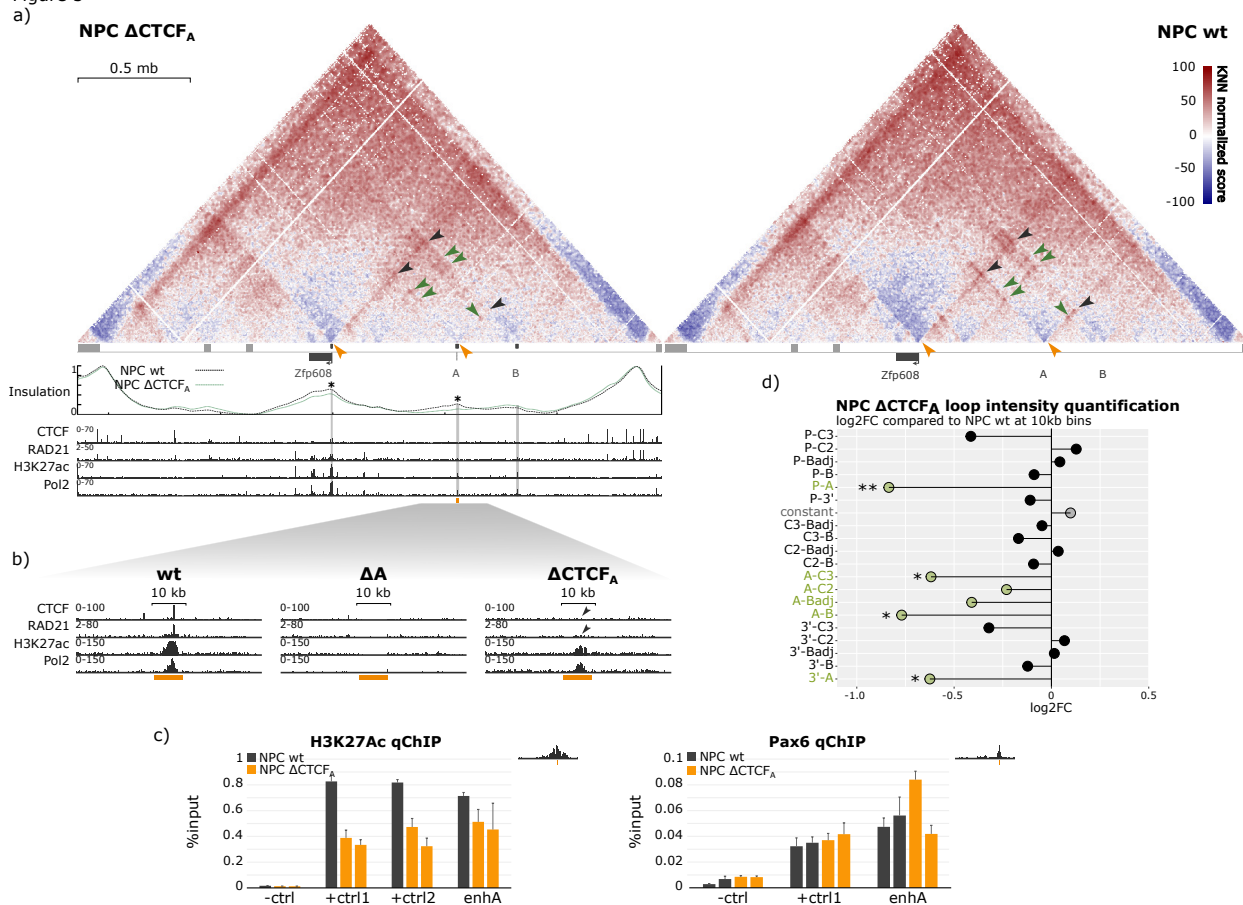 a)
NPC ΔCTCF_A
0.5 mb
NPC wt
100
50
0
-50
-100
KNN normalized score
Zfp608
A
B
Zfp608
A
B
Insulation
1
0
NPC wt
NPC ΔCTCF_A
*
*
CTCF
0-70
RAD21
2-50
H3K27ac
0-70
Pol2
0-70
b)
wt
ΔA
ΔCTCF_A
10 kb
10 kb
10 kb
CTCF
0-100
0-100
0-100
RAD21
2-80
2-80
2-80
H3K27ac
0-150
0-150
0-150
Pol2
0-150
0-150
0-150
d)
NPC ΔCTCF_A loop intensity quantification
log2FC compared to NPC wt at 10kb bins
P-C3
P-C2
P-Badj
P-B
P-A
**
P-3'
constant
C3-Badj
C3-B
C2-Badj
C2-B
A-C3
*
A-C2
A-Badj
A-B
*
3'-C3
3'-C2
3'-Badj
3'-B
3'-A
*
-1.0
-0.5
0
0.5
log2FC
c)
H3K27Ac qChIP
NPC wt
NPC ΔCTCF_A
%input
1
0.8
0.6
0.4
0.2
0
-ctrl
+ctrl1
+ctrl2
enhA
Pax6 qChIP
NPC wt
NPC ΔCTCF_A
%input
0.1
0.08
0.06
0.04
0.02
0
-ctrl
+ctrl1
enhA